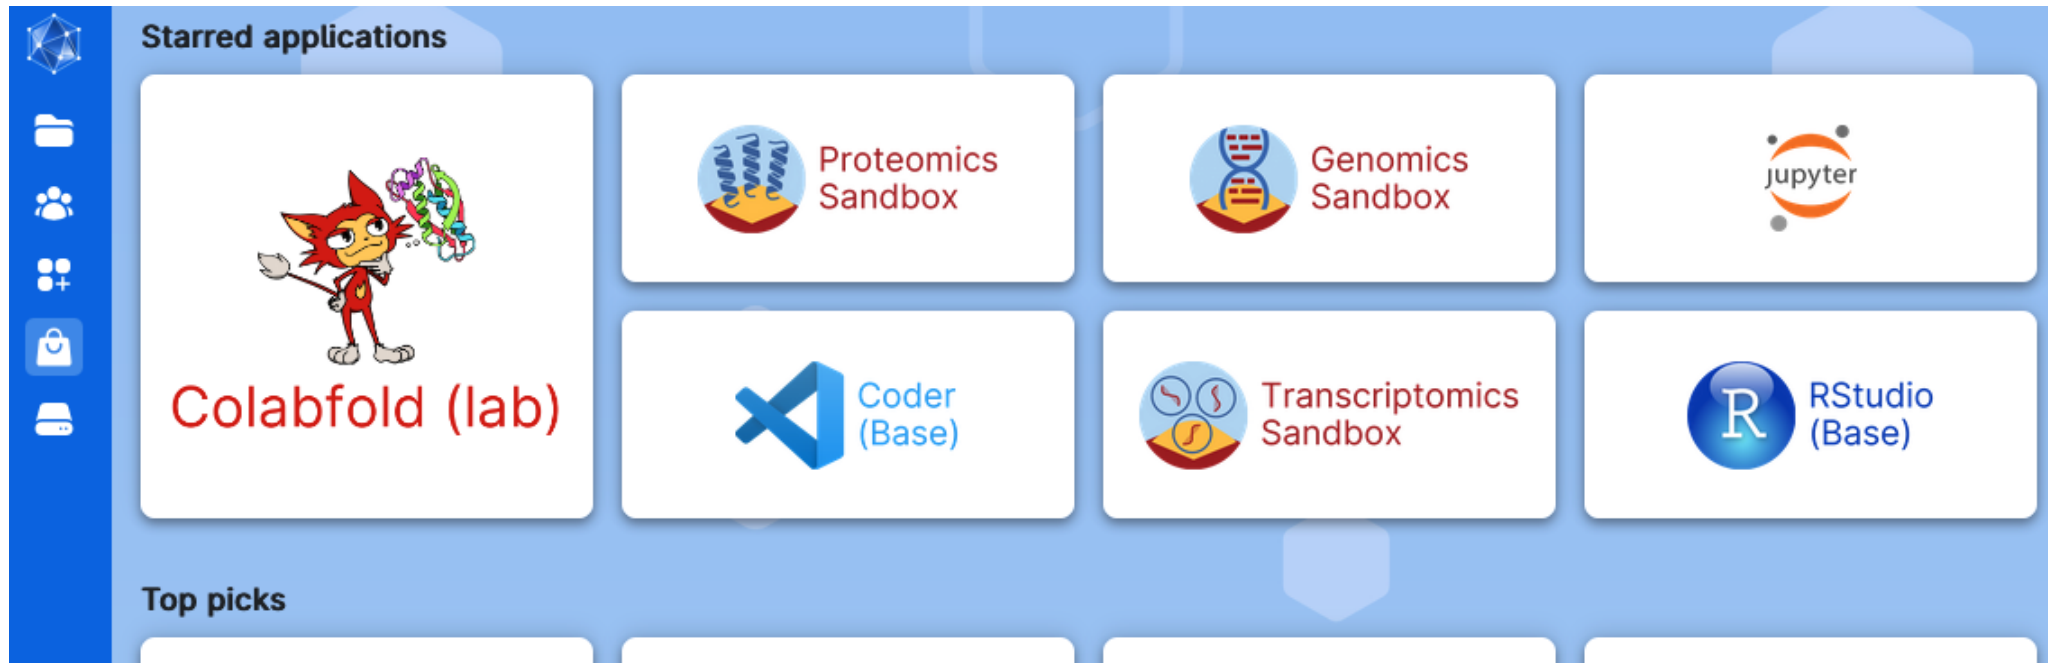 Starred applications
Colabfold (lab)
Proteomics
Sandbox
Genomics
Sandbox
jupyter
Coder
(Base)
Transcriptomics
Sandbox
R
RStudio
(Base)
Top picks